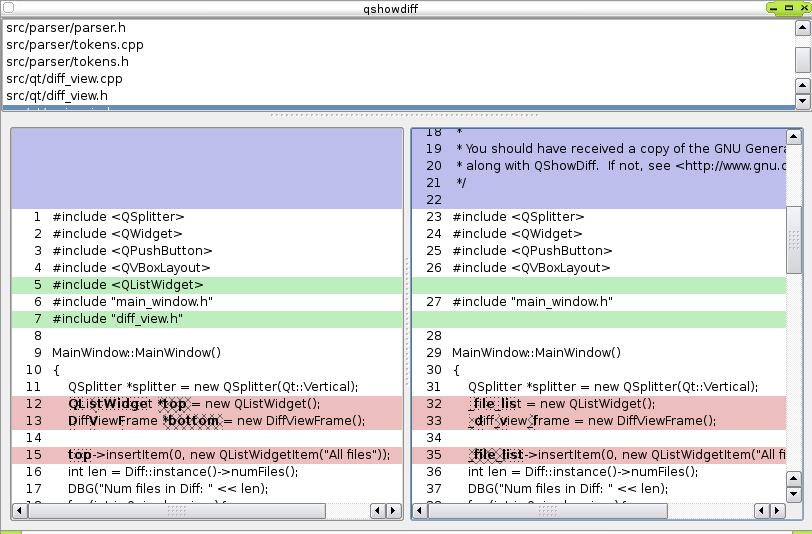 qshowdiff
src/parser/parser.h
src/parser/tokens.cpp
src/parser/tokens.h
src/qt/diff_view.cpp
src/qt/diff_view.h
1 #include <QSplitter>
2 #include <QWidget>
3 #include <QPushButton>
4 #include <QVBoxLayout>
5 #include <QListWidget>
6 #include "main_window.h"
7 #include "diff_view.h"
8
9 MainWindow::MainWindow()
10 {
11 QSplitter *splitter = new QSplitter(Qt::Vertical);
12 QListWidget *top = new QListWidget();
13 DiffViewFrame *bottom = new DiffViewFrame();
14
15 top->insertItem(0, new QListWidgetItem("All files"));
16 int len = Diff::instance()->numFiles();
17 DBG("Num files in Diff: " << len);
18 *
19 * You should have received a copy of the GNU Genera
20 * along with QShowDiff. If not, see <http://www.gnu.o
21 */
22
23 #include <QSplitter>
24 #include <QWidget>
25 #include <QPushButton>
26 #include <QVBoxLayout>
27 #include "main_window.h"
28
29 MainWindow::MainWindow()
30 {
31 QSplitter *splitter = new QSplitter(Qt::Vertical);
32 _file_list = new QListWidget();
33 _diff_view_frame = new DiffViewFrame();
34
35 _file_list->insertItem(0, new QListWidgetItem("All fi
36 int len = Diff::instance()->numFiles();
37 DBG("Num files in Diff: " << len);